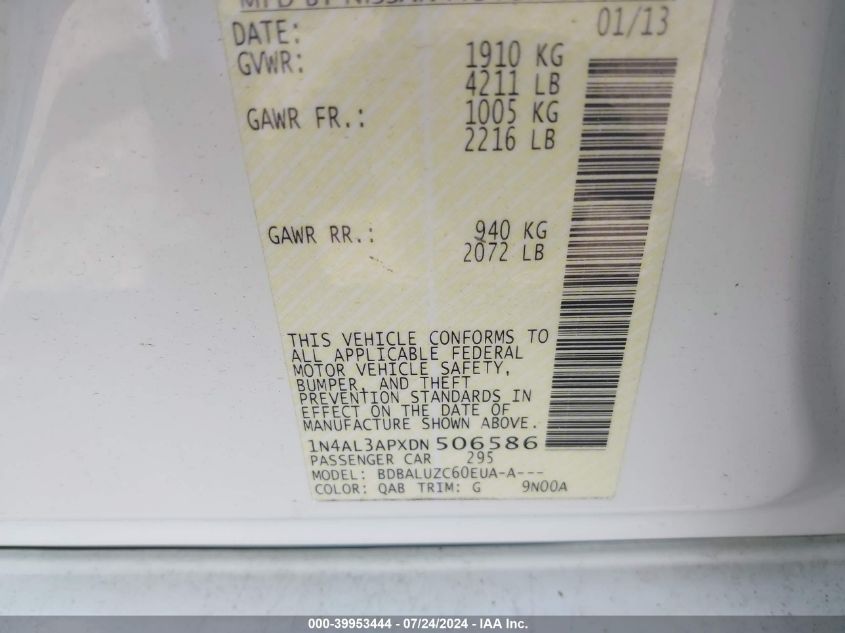 MFD BY NISSAN
DATE: 01/13
GVWR: 1910 KG
4211 LB
GAWR FR.: 1005 KG
2216 LB
GAWR RR.: 940 KG
2072 LB
THIS VEHICLE CONFORMS TO
ALL APPLICABLE FEDERAL
MOTOR VEHICLE SAFETY,
BUMPER, AND THEFT
PREVENTION STANDARDS IN
EFFECT ON THE DATE OF
MANUFACTURE SHOWN ABOVE.
1N4AL3APXDN506586
PASSENGER CAR 295
MODEL: BDBALUZC60EUA-A---
COLOR: QAB TRIM: G 9N00A
000-39953444 / 07/24/2024 - IAA Inc.